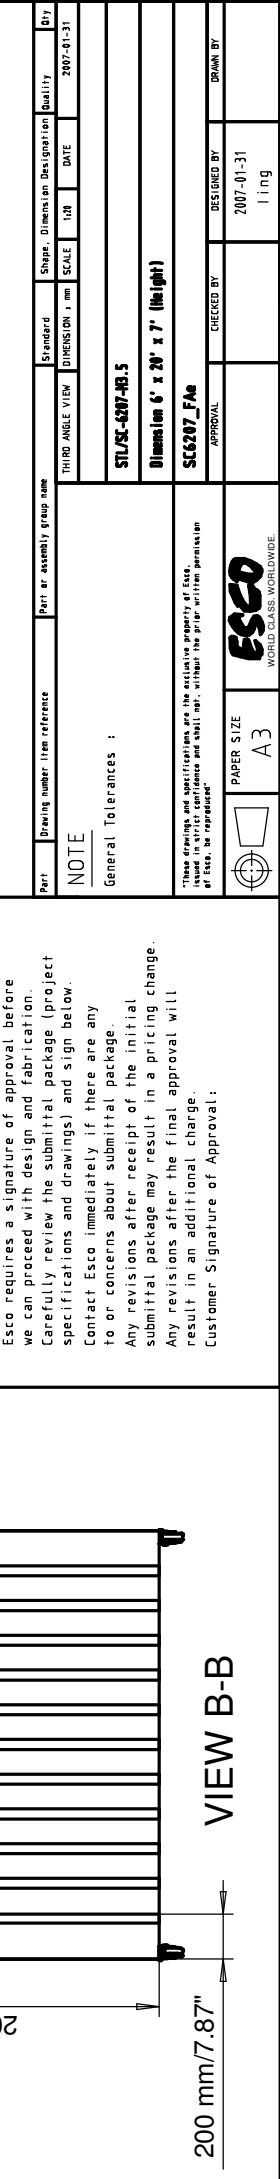 200 mm/7.87"
VIEW B-B
Esco requires a signature of approval before
we can proceed with design and fabrication.
Carefully review the submittal package (project
specifications and drawings) and sign below.
Contact Esco immediately if there are any
to or concerns about submittal package.
Any revisions after receipt of the initial
submittal package may result in a pricing change.
Any revisions after the final approval will
result in an additional charge.
Customer Signature of Approval:
Part Drawing number Item reference Part or assembly group name Standard Shape, Dimension Designation Quality Qty
NOTE
General Tolerances :
THIRD ANGLE VIEW DIMENSION : mm SCALE 1:20 DATE 2007-01-31
STL/SC-6207-N3.5
Dimension 6' x 20' x 7' (Height)
"These drawings and specifications are the exclusive property of Esco,
issued in strict confidence and shall not, without the prior written permission
of Esco, be reproduced"
SC6207_FAe
PAPER SIZE
A3
ESCO
WORLD CLASS. WORLDWIDE.
APPROVAL CHECKED BY DESIGNED BY DRAWN BY
2007-01-31
ling